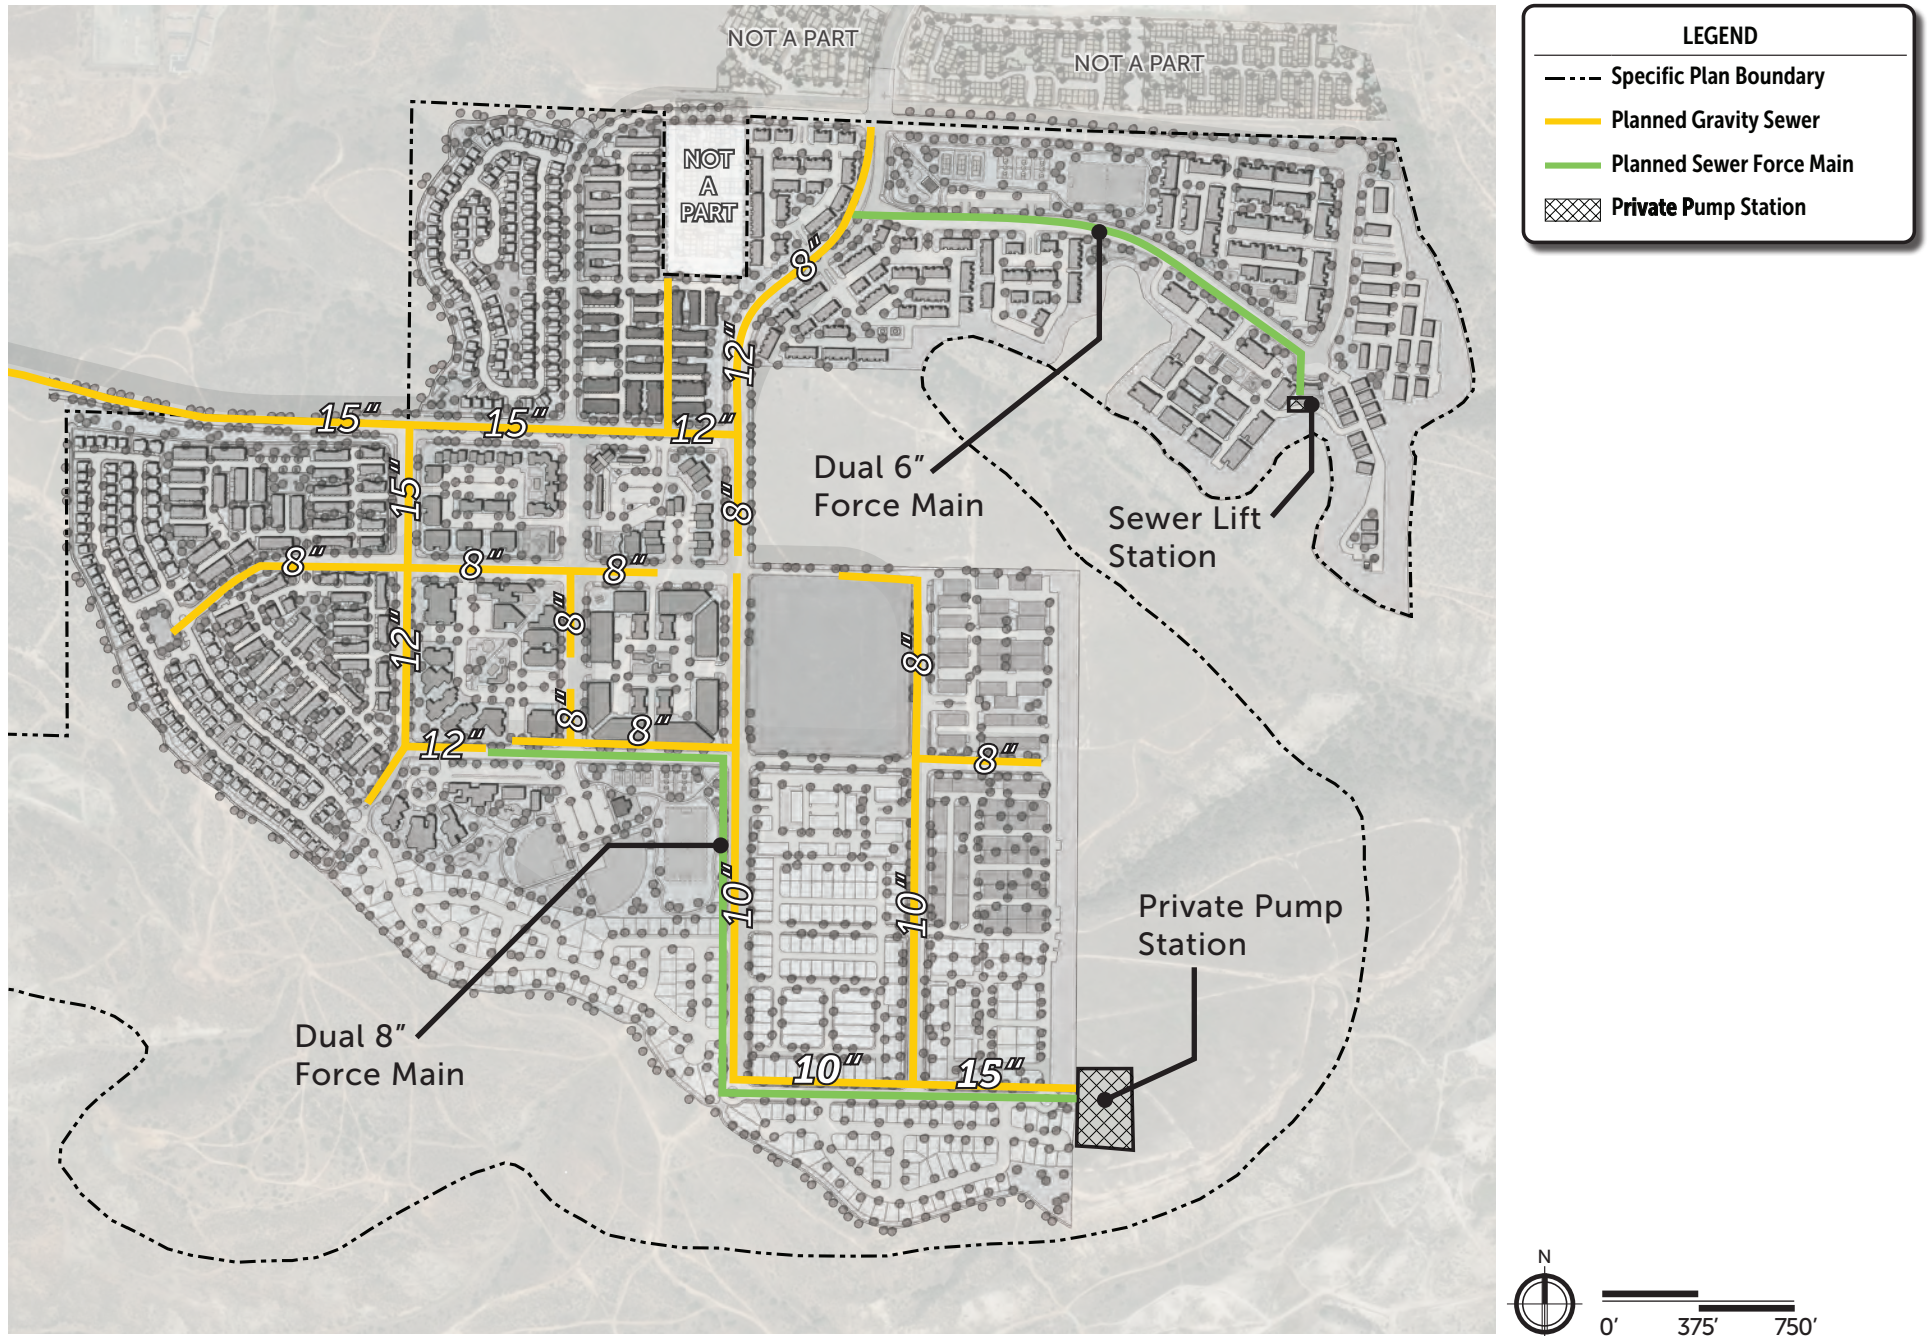 NOT A PART
NOT A PART
LEGEND
Specific Plan Boundary
Planned Gravity Sewer
Planned Sewer Force Main
Private Pump Station
NOT
A
PART
8"
12"
15"
15"
12"
15"
8"
Dual 6"
Force Main
Sewer Lift
Station
8"
8"
8"
8"
12"
8"
8"
12"
8"
8"
10"
10"
Private Pump
Station
Dual 8"
Force Main
10"
15"
N
0'
375'
750'